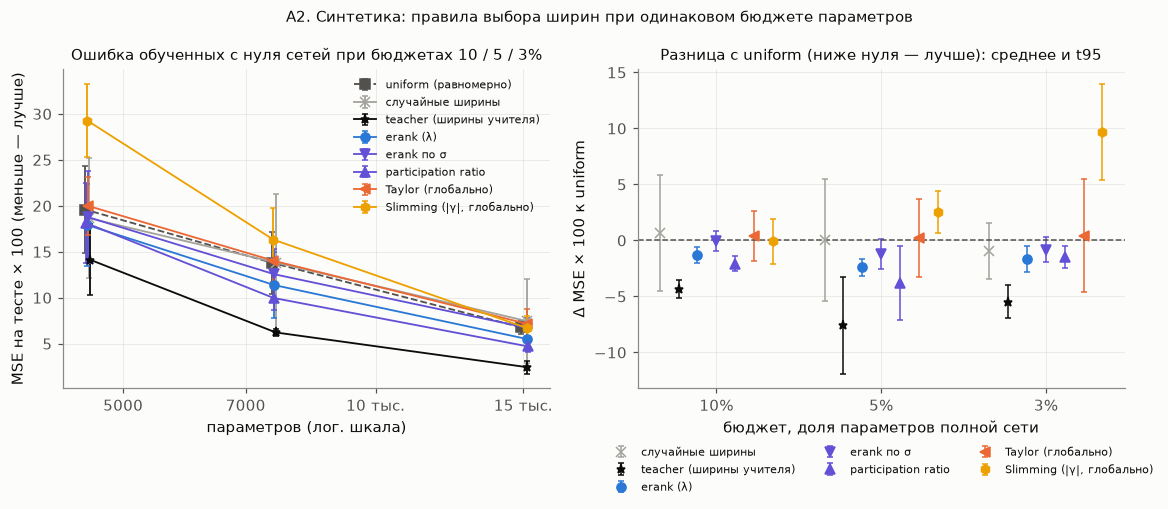 A2. Синтетика: правила выбора ширин при одинаковом бюджете параметров
Ошибка обученных с нуля сетей при бюджетах 10 / 5 / 3%
MSE на тесте × 100 (меньше — лучше)
30
25
20
15
10
5
uniform (равномерно)
случайные ширины
teacher (ширины учителя)
erank (λ)
erank по σ
participation ratio
Taylor (глобально)
Slimming (|γ|, глобально)
5000
7000
10 тыс.
15 тыс.
параметров (лог. шкала)
Разница с uniform (ниже нуля — лучше): среднее и t95
Δ MSE × 100 к uniform
15
10
5
0
−5
−10
10%
5%
3%
бюджет, доля параметров полной сети
случайные ширины
teacher (ширины учителя)
erank (λ)
erank по σ
participation ratio
Taylor (глобально)
Slimming (|γ|, глобально)